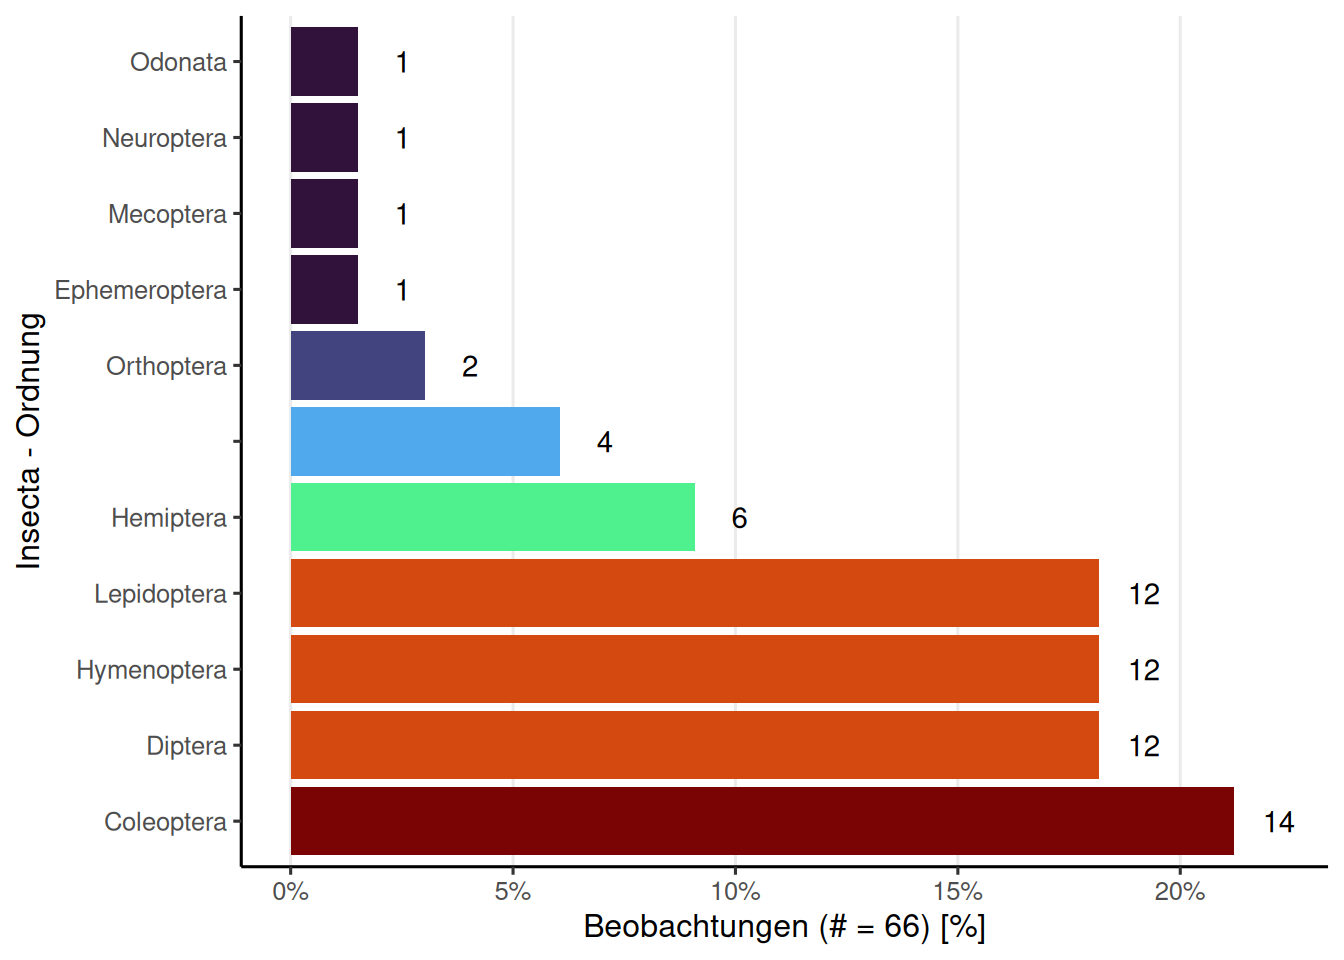 Odonata 1
Neuroptera 1
Mecoptera 1
Ephemeroptera 1
Orthoptera 2
4
Hemiptera 6
Lepidoptera 12
Hymenoptera 12
Diptera 12
Coleoptera 14
Insecta - Ordnung
0% 5% 10% 15% 20%
Beobachtungen (# = 66) [%]